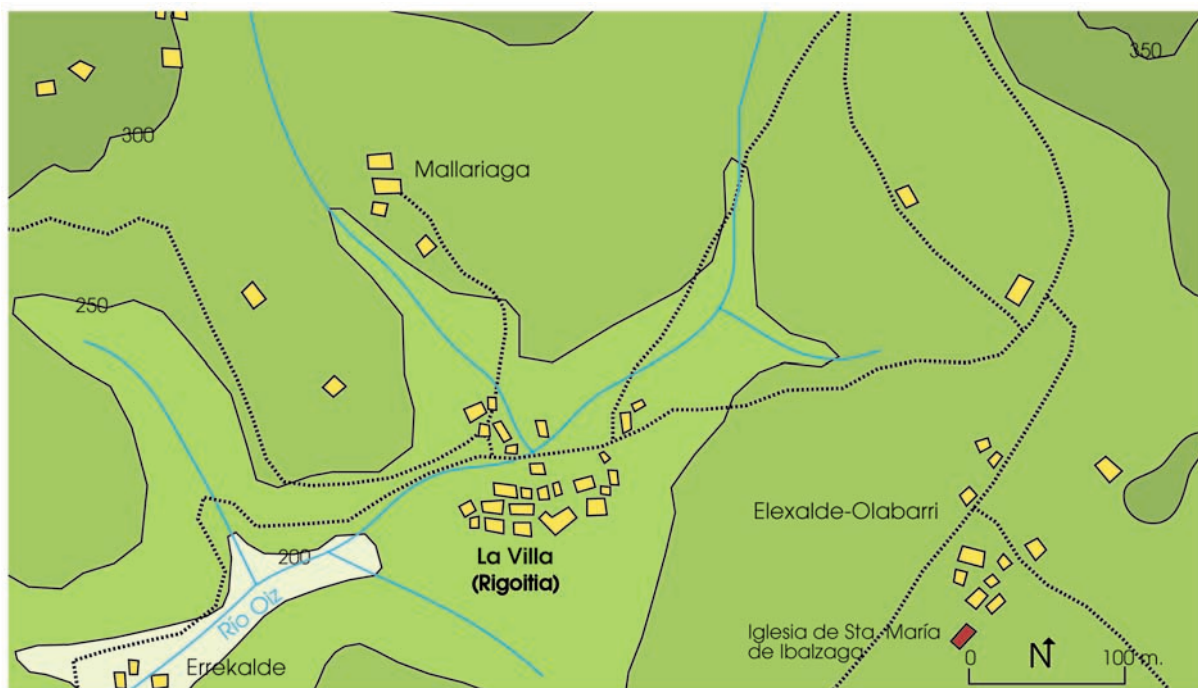 350
300
Mallariaga
250
Elexalde-Olabarri
La Villa
(Rigoitia)
200
Río Oiz
Iglesia de Sta. María
de Ibalzaga
Errekalde
N
0 100 m.